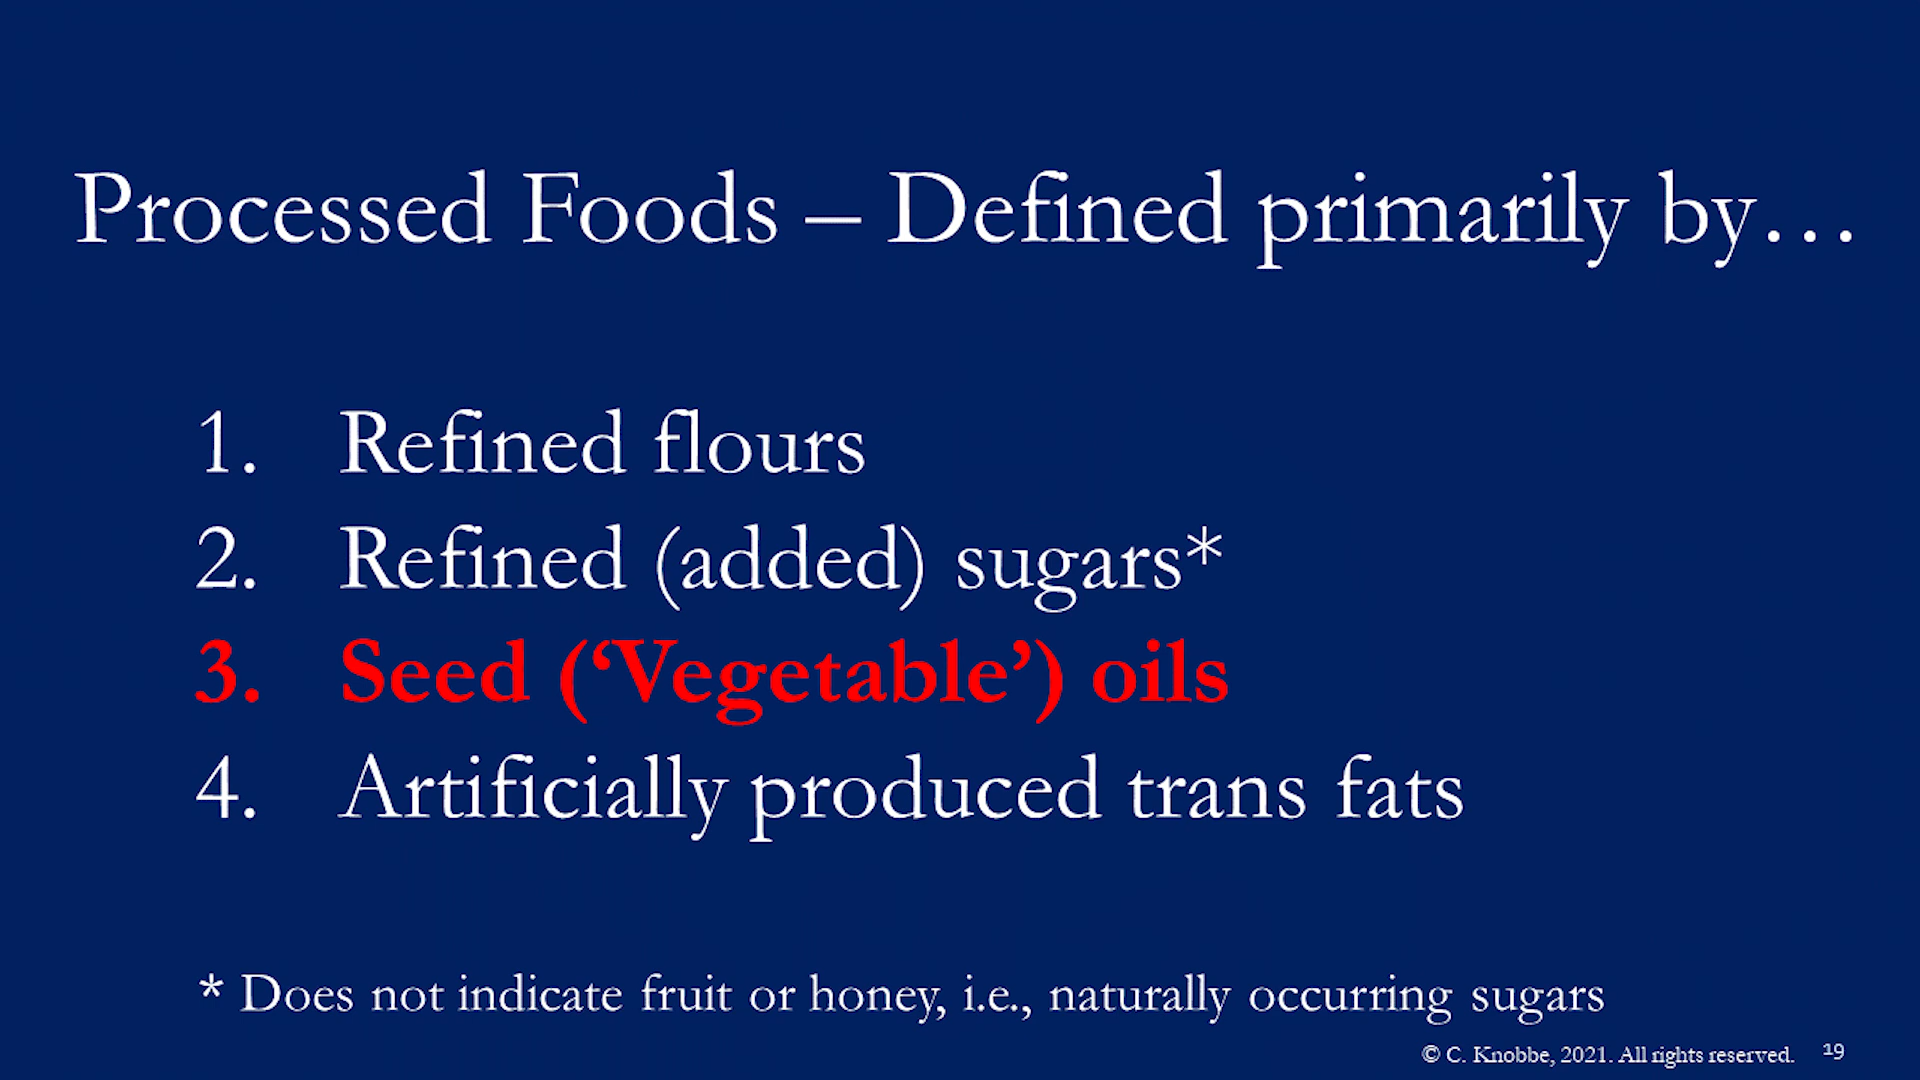 Processed Foods – Defined primarily by…
1. Refined flours
2. Refined (added) sugars*
3. Seed (‘Vegetable’) oils
4. Artificially produced trans fats
* Does not indicate fruit or honey, i.e., naturally occurring sugars
© C. Knobbe, 2021. All rights reserved. 19